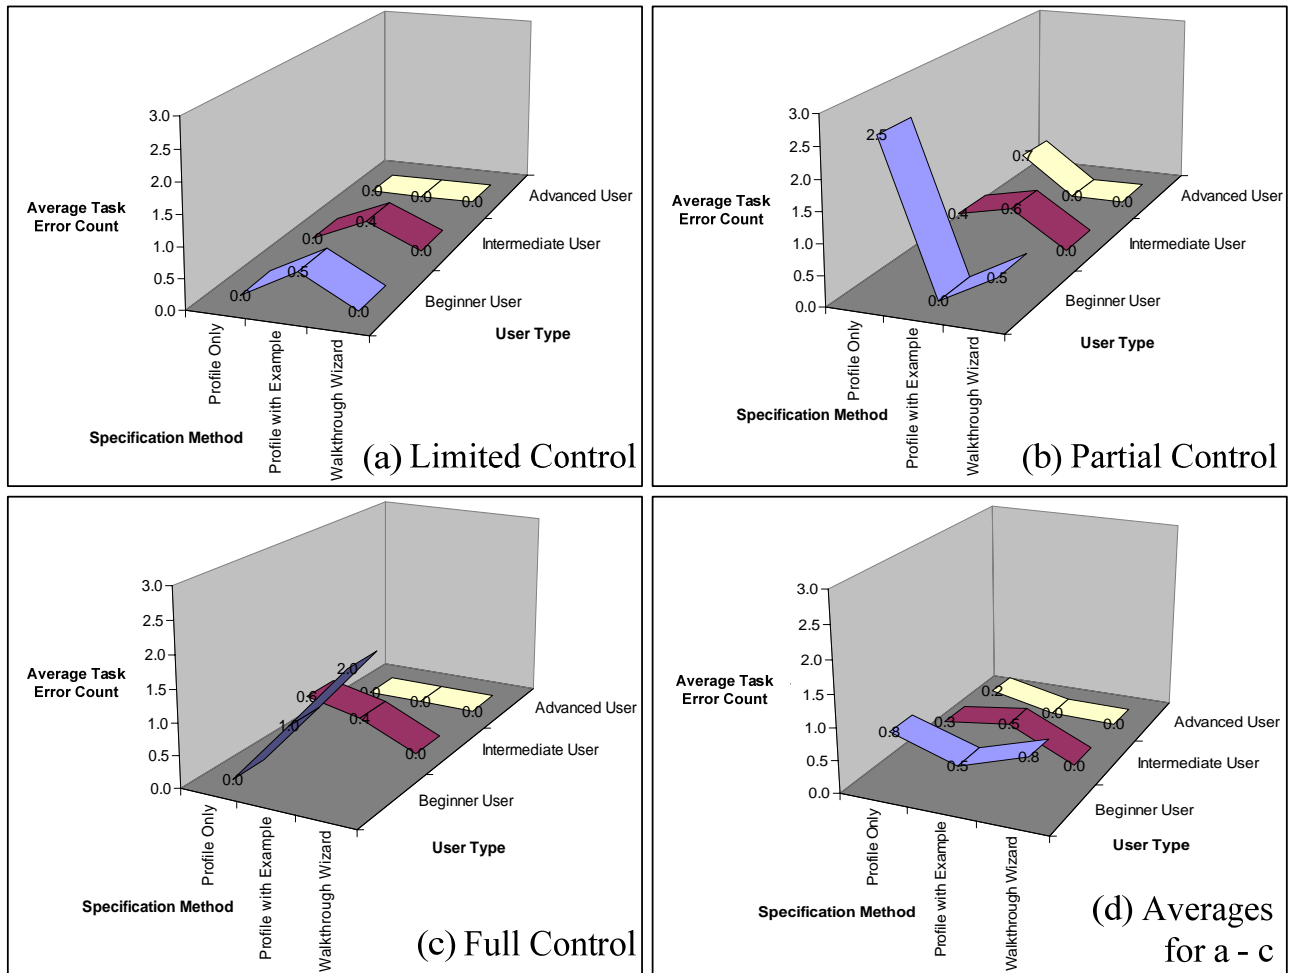 3.0
2.5
2.0
1.5
1.0
0.5
0.0
Average Task
Error Count
0.0
0.0
0.0
0.0
0.4
0.0
0.0
0.5
0.0
Advanced User
Intermediate User
Beginner User
User Type
Profile Only
Profile with Example
Walkthrough Wizard
Specification Method
(a) Limited Control
3.0
2.5
2.0
1.5
1.0
0.5
0.0
Average Task
Error Count
0.7
0.0
0.0
0.4
0.6
0.0
2.5
0.0
0.5
Advanced User
Intermediate User
Beginner User
User Type
Profile Only
Profile with Example
Walkthrough Wizard
Specification Method
(b) Partial Control
3.0
2.5
2.0
1.5
1.0
0.5
0.0
Average Task
Error Count
0.0
0.0
0.0
0.6
0.4
0.0
0.0
1.0
2.0
Advanced User
Intermediate User
Beginner User
User Type
Profile Only
Profile with Example
Walkthrough Wizard
Specification Method
(c) Full Control
3.0
2.5
2.0
1.5
1.0
0.5
0.0
Average Task
Error Count
0.2
0.0
0.0
0.3
0.5
0.0
0.8
0.5
0.8
Advanced User
Intermediate User
Beginner User
User Type
Profile Only
Profile with Example
Walkthrough Wizard
Specification Method
(d) Averages
for a - c